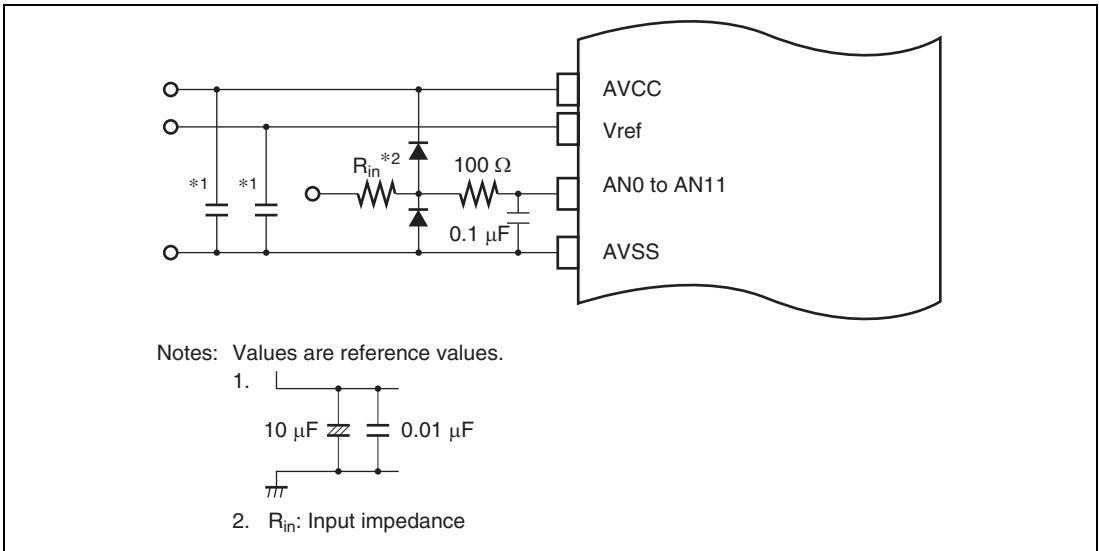 AVCC
Vref
Rin*2
100 Ω
*1
*1
AN0 to AN11
0.1 μF
AVSS
Notes: Values are reference values.
1.
10 μF
0.01 μF
2. Rin: Input impedance